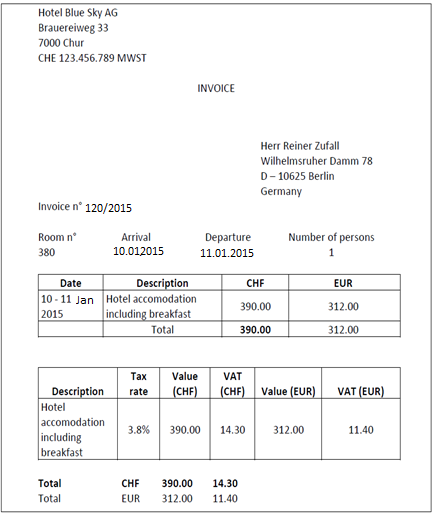 Hotel Blue Sky AG
Brauereiweg 33
7000 Chur
CHE 123.456.789 MWST
INVOICE
Herr Reiner Zufall
Wilhelmsruher Damm 78
D – 10625 Berlin
Germany
Invoice n° 120/2015
Room n° Arrival Departure Number of persons
380 10.012015 11.01.2015 1
Date Description CHF EUR
10 - 11 Jan Hotel accomodation
2015 including breakfast 390.00 312.00
Total 390.00 312.00
Tax Value VAT
Description rate (CHF) (CHF) Value (EUR) VAT (EUR)
Hotel
accomodation
including 3.8% 390.00 14.30 312.00 11.40
breakfast
Total CHF 390.00 14.30
Total EUR 312.00 11.40